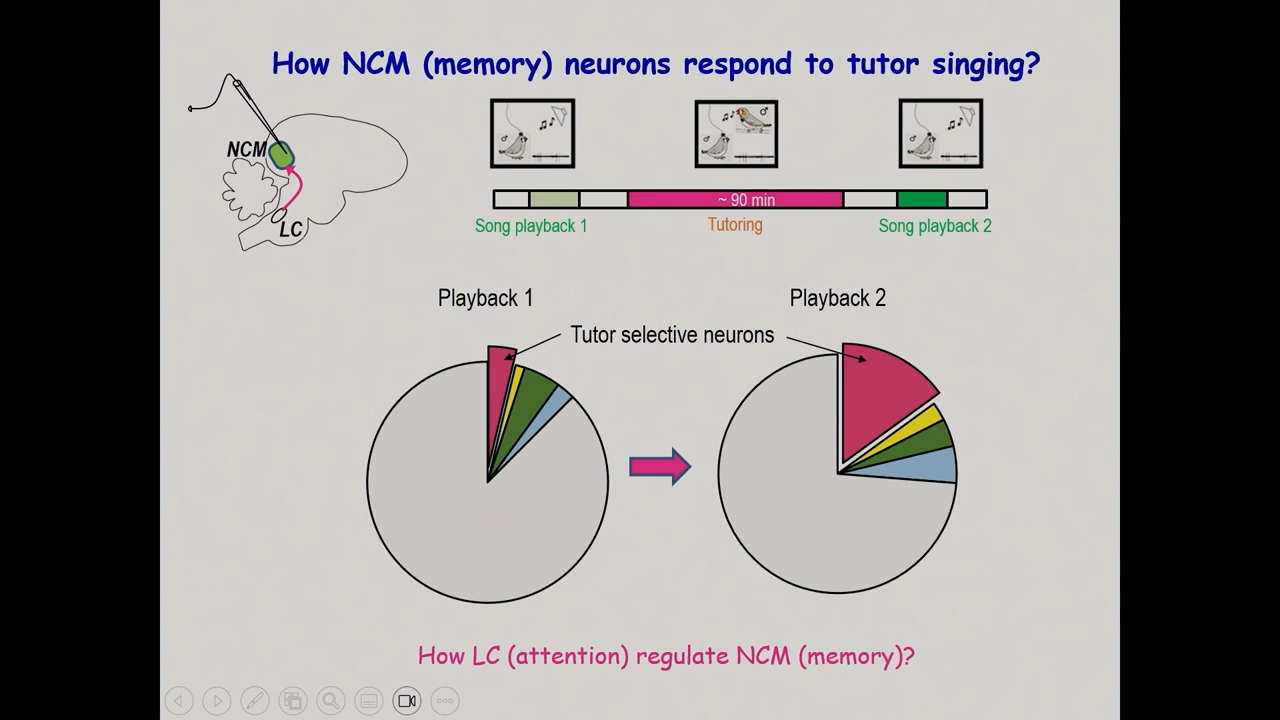 How NCM (memory) neurons respond to tutor singing?
NCM
LC
~ 90 min
Song playback 1
Tutoring
Song playback 2
Playback 1
Playback 2
Tutor selective neurons
How LC (attention) regulate NCM (memory)?